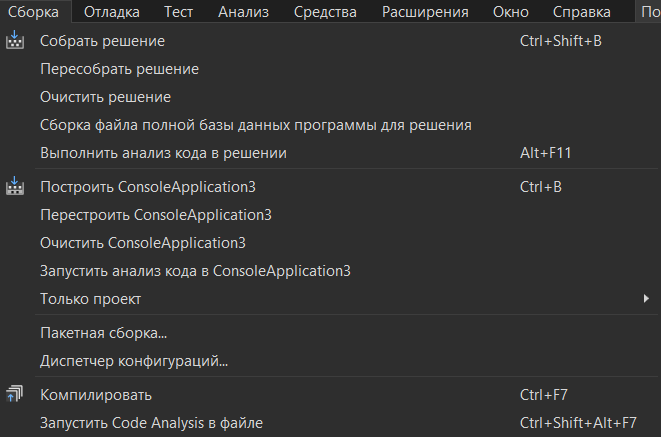 Сборка Отладка Тест Анализ Средства Расширения Окно Справка По
Собрать решение Ctrl+Shift+B
Пересобрать решение
Очистить решение
Сборка файла полной базы данных программы для решения
Выполнить анализ кода в решении Alt+F11
Построить ConsoleApplication3 Ctrl+B
Перестроить ConsoleApplication3
Очистить ConsoleApplication3
Запустить анализ кода в ConsoleApplication3
Только проект
Пакетная сборка...
Диспетчер конфигураций...
Компилировать Ctrl+F7
Запустить Code Analysis в файле Ctrl+Shift+Alt+F7